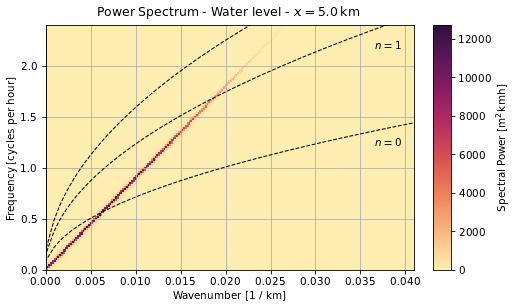 Power Spectrum - Water level - x = 5.0 km
Frequency [cycles per hour]
2.0
1.5
1.0
0.5
0.0
n = 1
n = 0
0.000 0.005 0.010 0.015 0.020 0.025 0.030 0.035 0.040
Wavenumber [1 / km]
12000
10000
8000
6000
4000
2000
0
Spectral Power [m² km h]